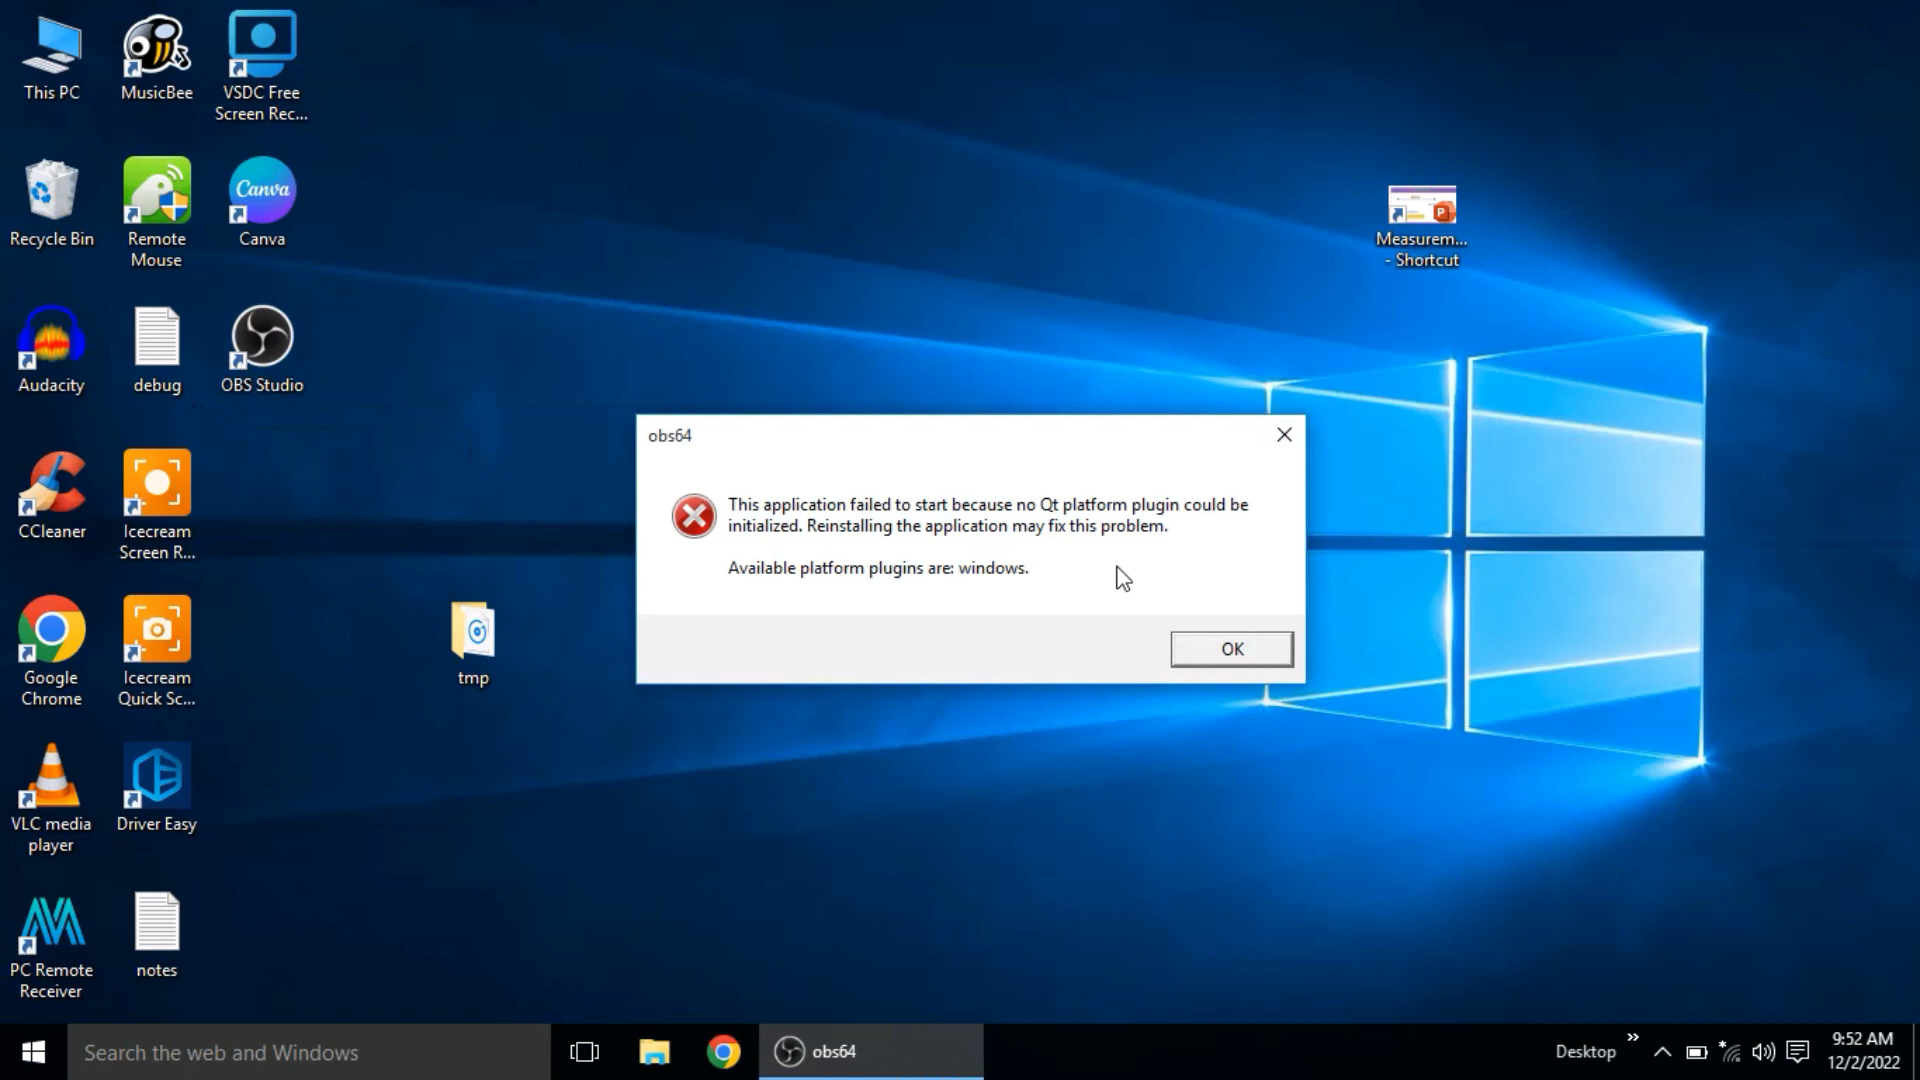 This PC
MusicBee
VSDC Free
Screen Rec...
Recycle Bin
Remote
Mouse
Canva
Canva
Measurem...
- Shortcut
P
Audacity
debug
OBS Studio
obs64
This application failed to start because no Qt platform plugin could be
initialized. Reinstalling the application may fix this problem.
Available platform plugins are: windows.
OK
CCleaner
Icecream
Screen R...
Google
Chrome
Icecream
Quick Sc...
tmp
VLC media
player
Driver Easy
PC Remote
Receiver
notes
Search the web and Windows
obs64
Desktop
9:52 AM
12/2/2022